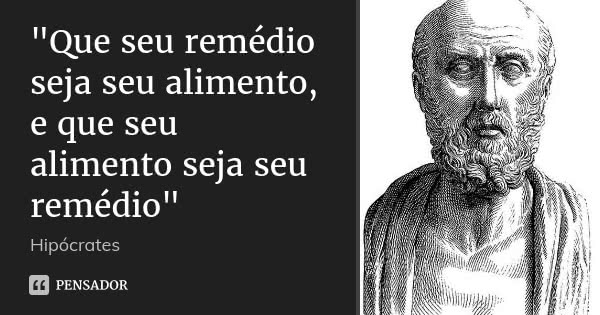 "Que seu remédio
seja seu alimento,
e que seu
alimento seja seu
remédio"
Hipócrates
PENSADOR